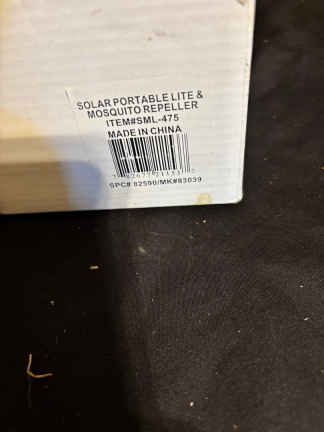 SOLAR PORTABLE LITE &
MOSQUITO REPELLER
ITEM#SML-475
MADE IN CHINA
SPC# 82590/MK#83039